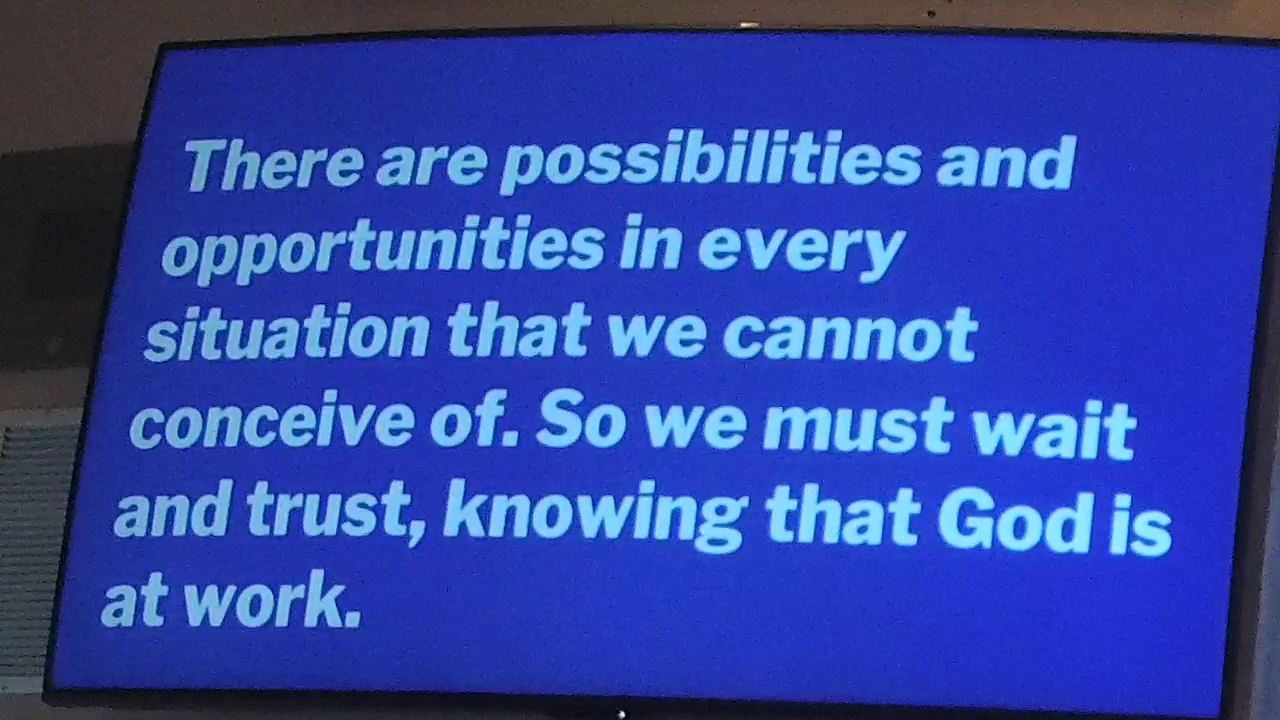 There are possibilities and
opportunities in every
situation that we cannot
conceive of. So we must wait
and trust, knowing that God is
at work.